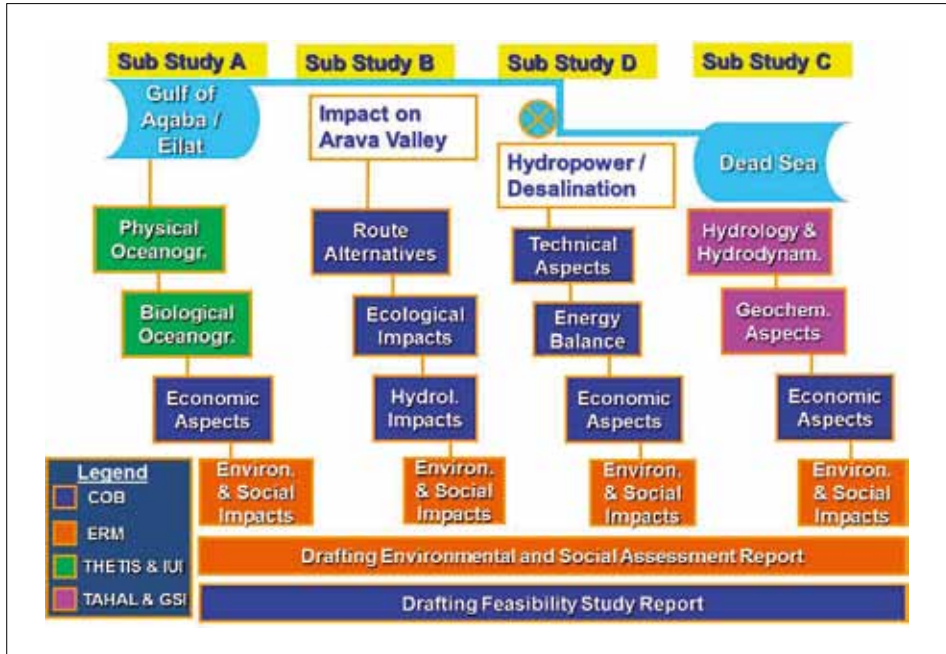 Sub Study A
Sub Study B
Sub Study D
Sub Study C
Gulf of
Aqaba /
Eilat
Impact on
Arava Valley
Hydropower /
Desalination
Dead Sea
Physical
Oceanogr.
Route
Alternatives
Technical
Aspects
Hydrology &
Hydrodynam.
Biological
Oceanogr.
Ecological
Impacts
Energy
Balance
Geochem.
Aspects
Economic
Aspects
Hydrol.
Impacts
Economic
Aspects
Economic
Aspects
Environ.
& Social
Impacts
Environ.
& Social
Impacts
Environ.
& Social
Impacts
Environ.
& Social
Impacts
Legend
COB
ERM
THETIS & IUI
TAHAL & GSI
Drafting Environmental and Social Assessment Report
Drafting Feasibility Study Report